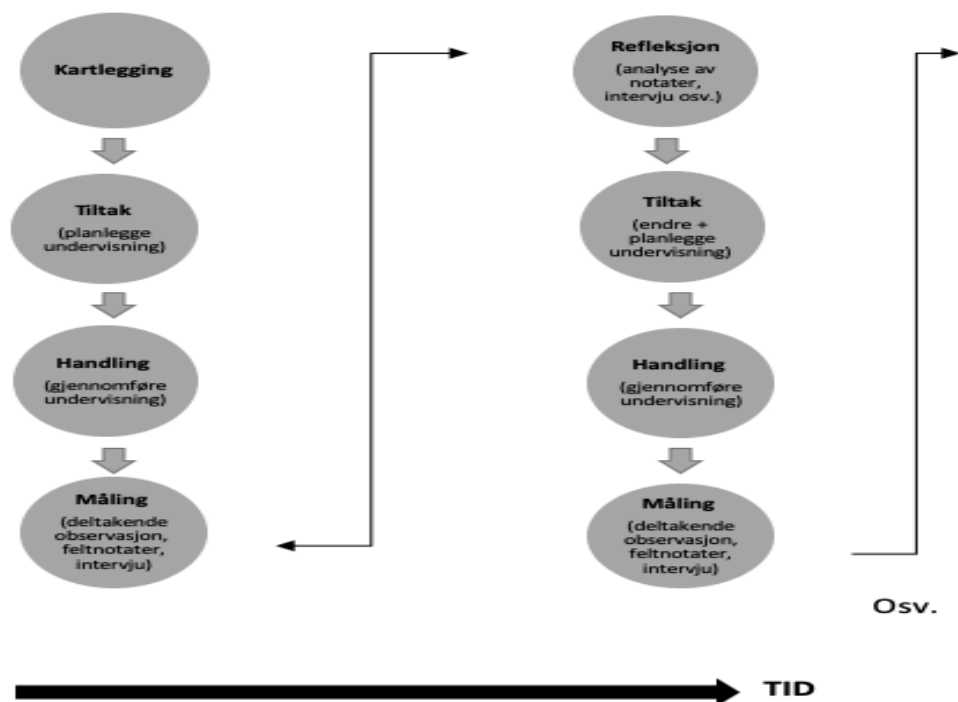 Kartlegging
Tiltak
(planlegge
undervisning)
Handling
(gjennomføre
undervisning)
Måling
(deltakende
observasjon,
feltnotater,
intervju)
Refleksjon
(analyse av
notater,
intervju osv.)
Tiltak
(endre +
planlegge
undervisning)
Handling
(gjennomføre
undervisning)
Måling
(deltakende
observasjon,
feltnotater,
intervju)
Osv.
TID